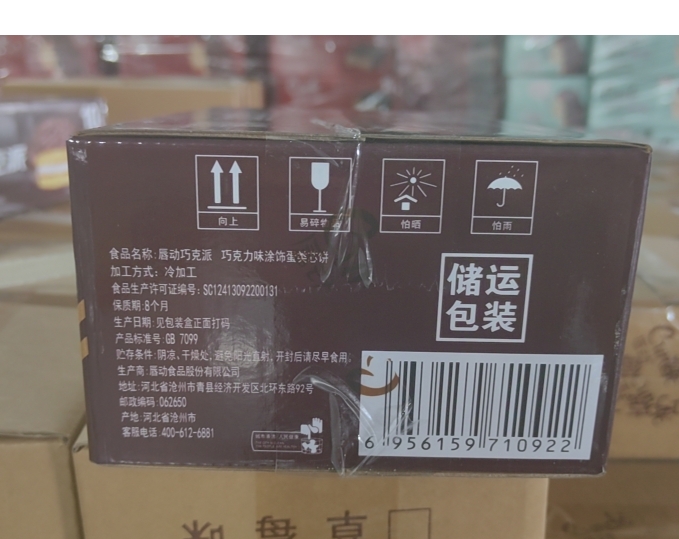 向上
易碎物品
怕晒
怕雨
食品名称:唇动巧克派 巧克力味涂饰蛋类芯饼
加工方式:冷加工
食品生产许可证编号:SC12413092200131
保质期:8个月
生产日期:见包装盒正面打码
产品标准号:GB 7099
贮存条件:阴凉、干燥处,避免阳光直射,开封后请尽早食用;
生产商:唇动食品股份有限公司
地址:河北省沧州市青县经济开发区北环东路92号
邮政编码:062650
产地:河北省沧州市
客服电话:400-612-6881
储运
包装
6 956159 710922
草莓味